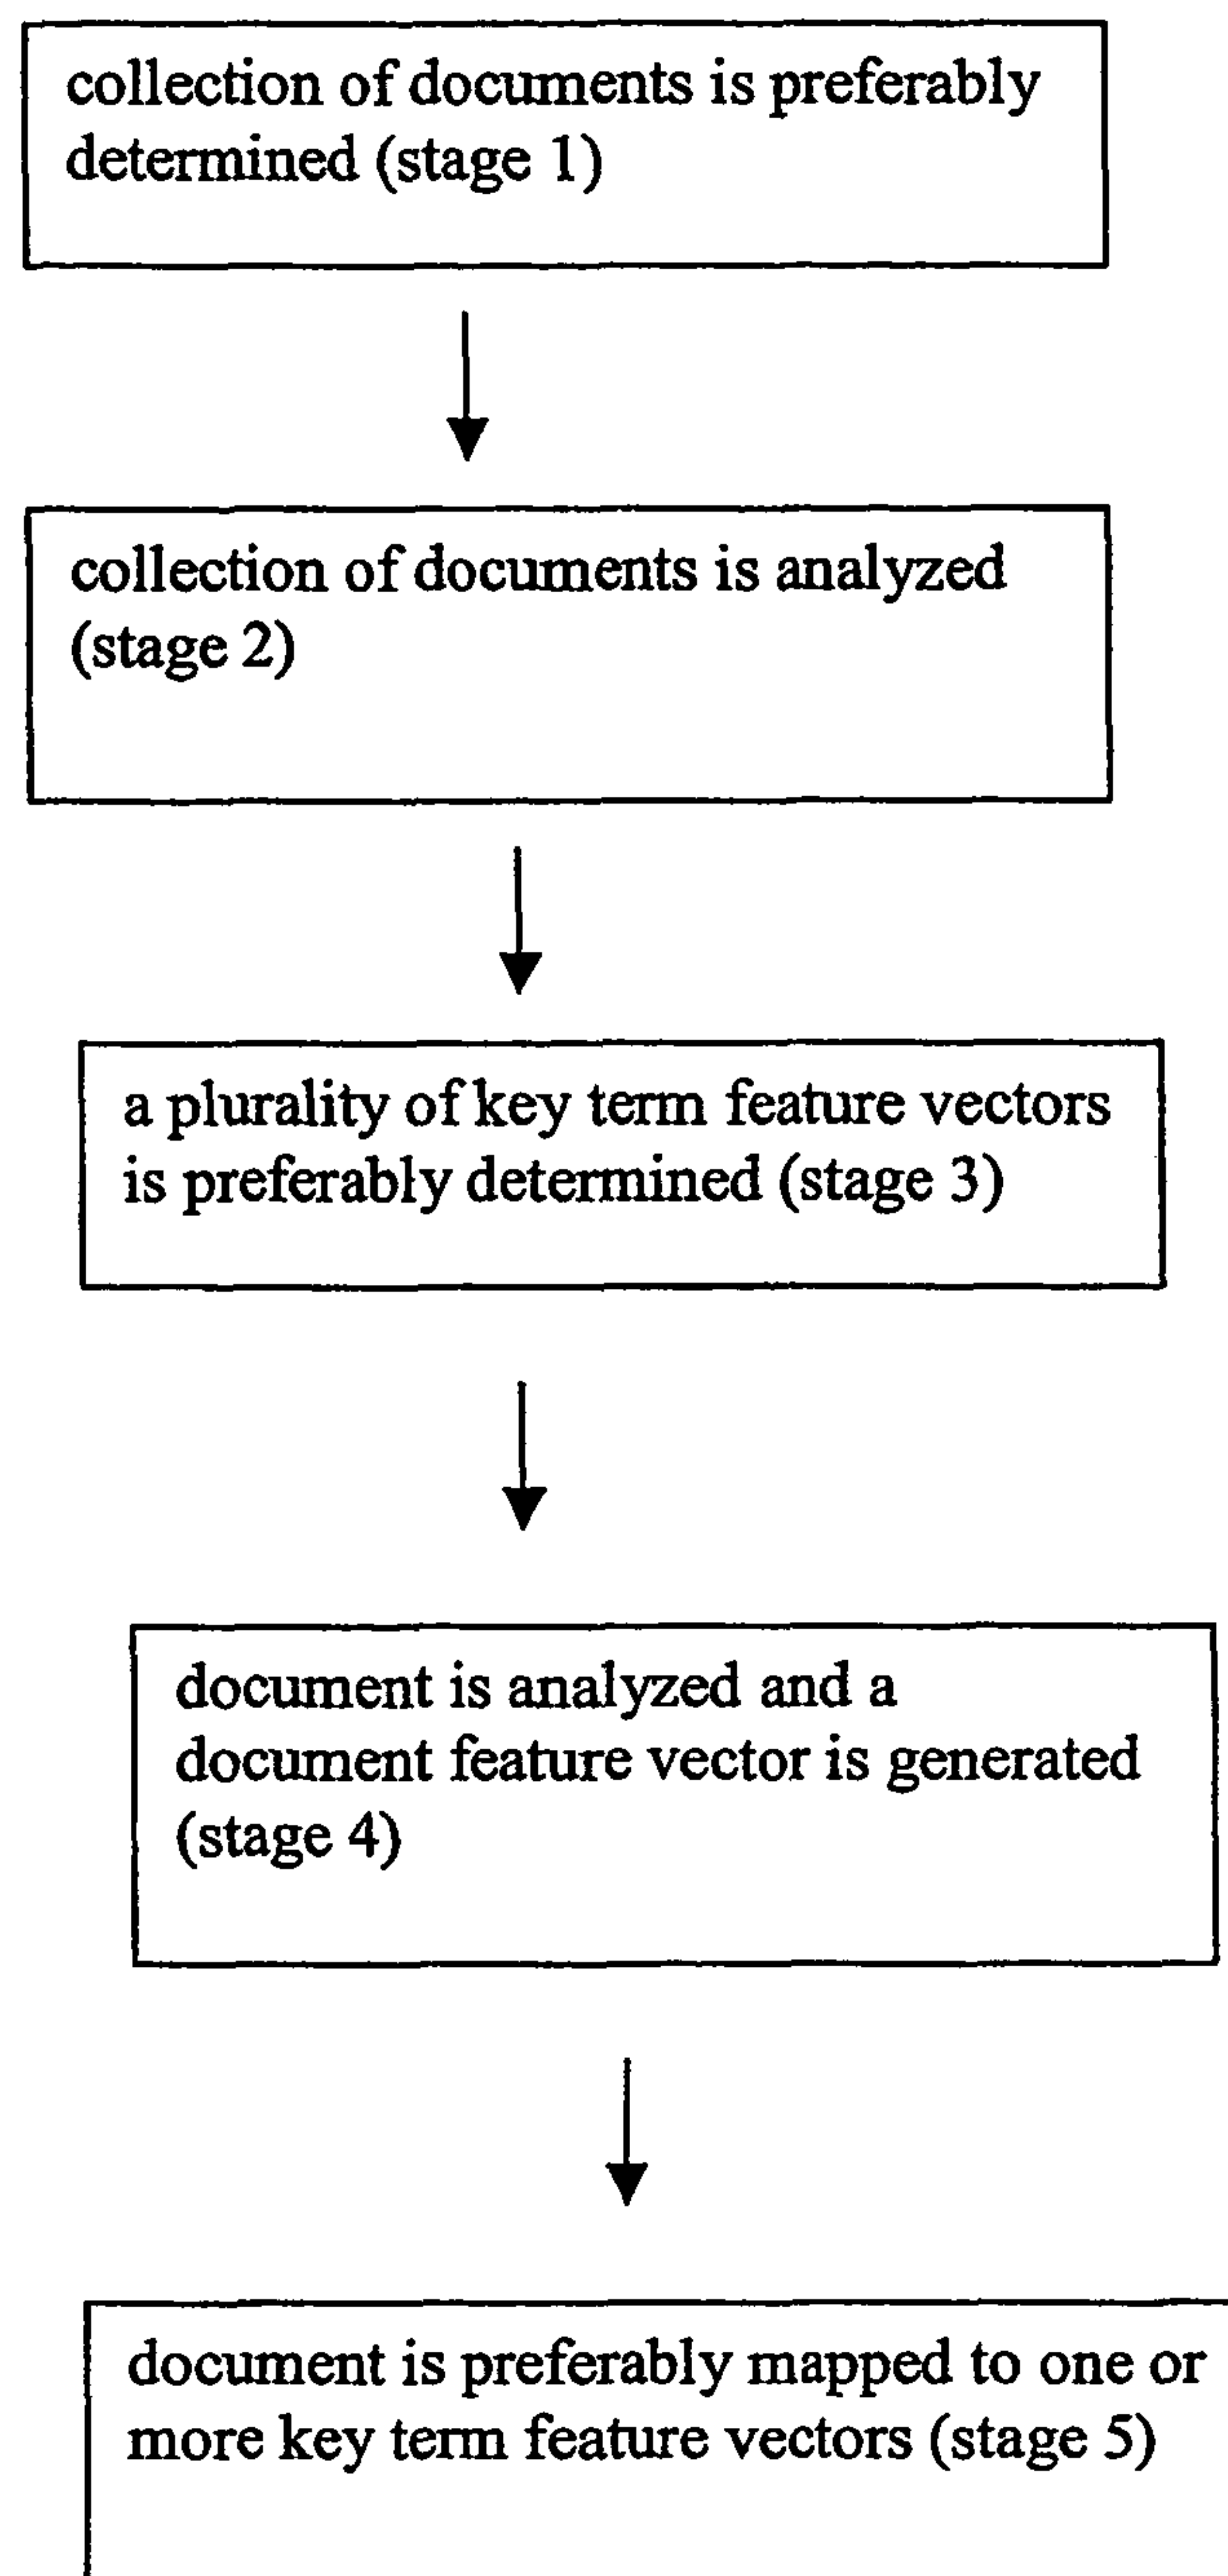 collection of documents is preferably
determined (stage 1)
collection of documents is analyzed
(stage 2)
a plurality of key term feature vectors
is preferably determined (stage 3)
document is analyzed and a
document feature vector is generated
(stage 4)
document is preferably mapped to one or
more key term feature vectors (stage 5)